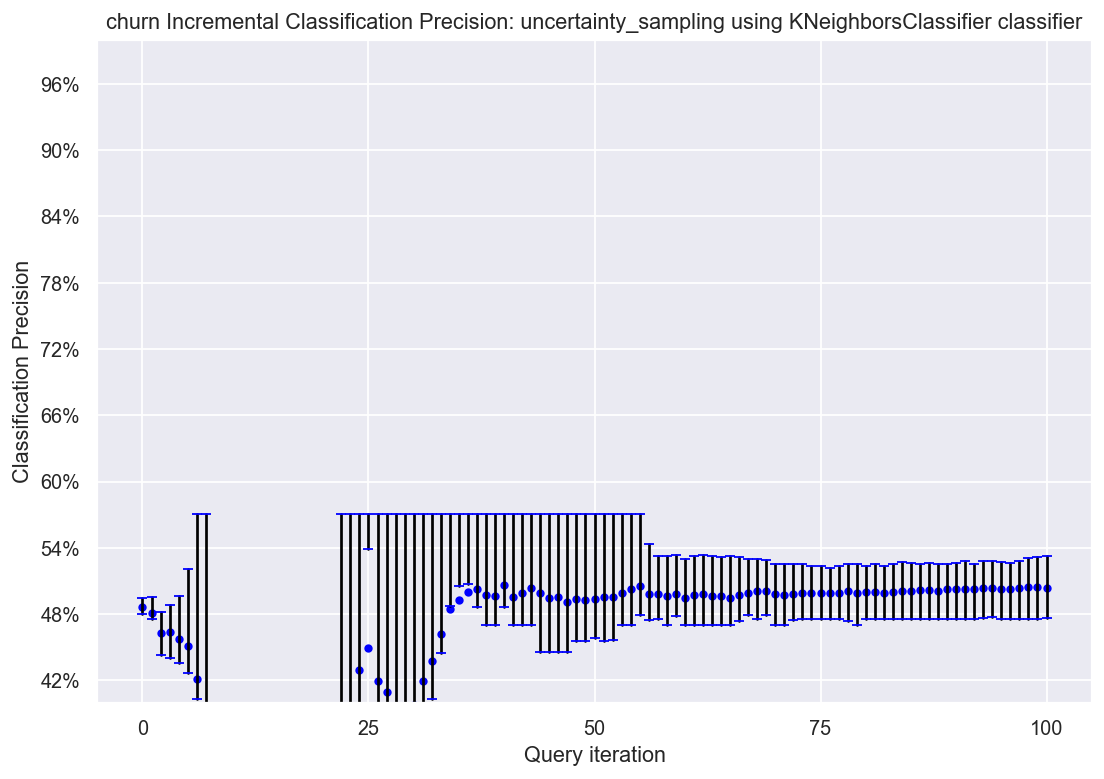 churn Incremental Classification Precision: uncertainty_sampling using KNeighborsClassifier classifier
Classification Precision
96%
90%
84%
78%
72%
66%
60%
54%
48%
42%
0 25 50 75 100
Query iteration